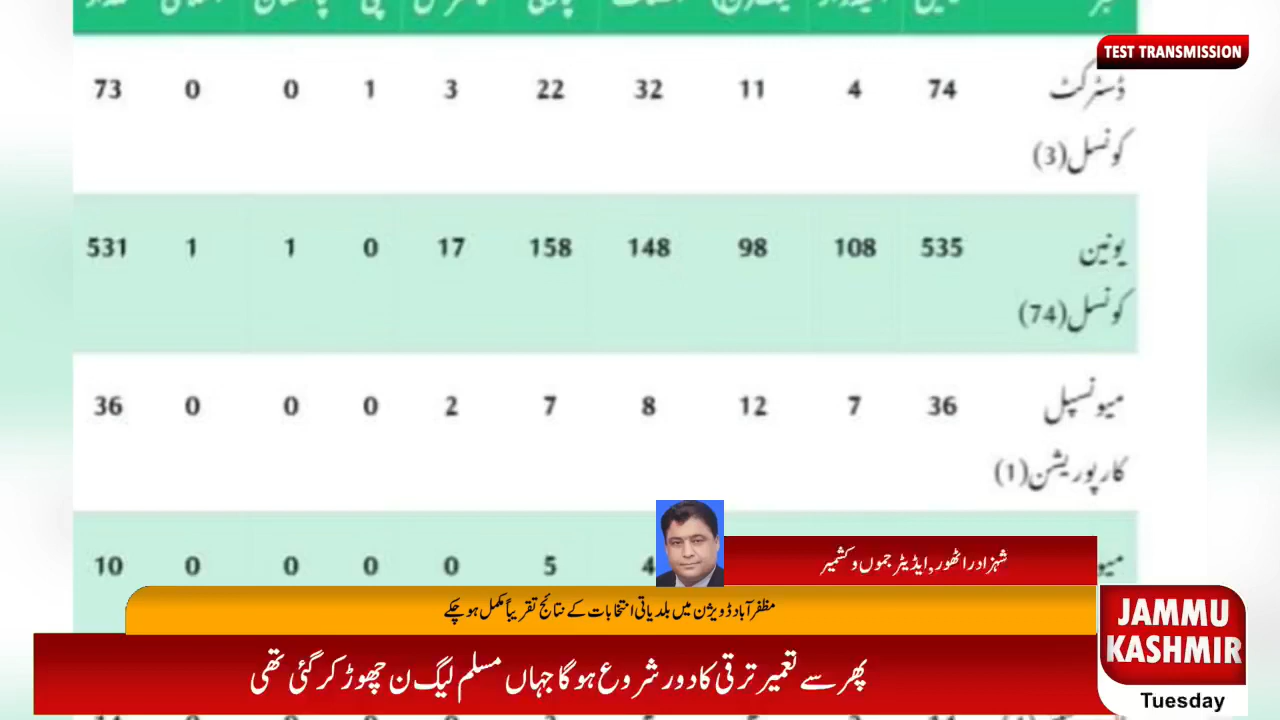 TEST TRANSMISSION
ڈسٹرکٹ 74 4 11 32 22 3 1 0 0 73
کونسل(3)
یونین 535 108 98 148 158 17 0 1 1 531
کونسل(74)
میونسپل 36 7 12 8 7 2 0 0 0 36
کارپوریشن(1)
4 5 0 0 0 0 10
شہزاد راٹھور,ایڈیٹر جموں و کشمیر
مظفرآباد ڈویژن میں بلدیاتی انتخابات کے نتائج تقریباً مکمل ہوچکے
پھر سے تعمیر ترقی کا دور شروع ہوگا جہاں مسلم لیگ ن چھوڑ کر گئی تھی
JAMMU
KASHMIR
Tuesday